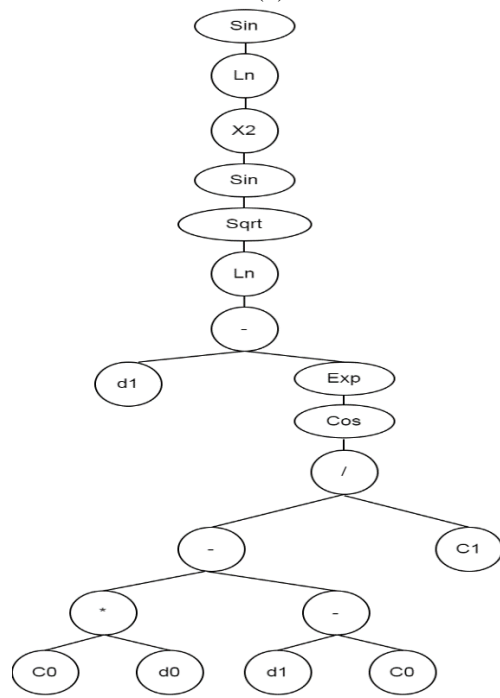 Sin
Ln
X2
Sin
Sqrt
Ln
-
d1
Exp
Cos
/
-
C1
*
-
C0
d0
d1
C0